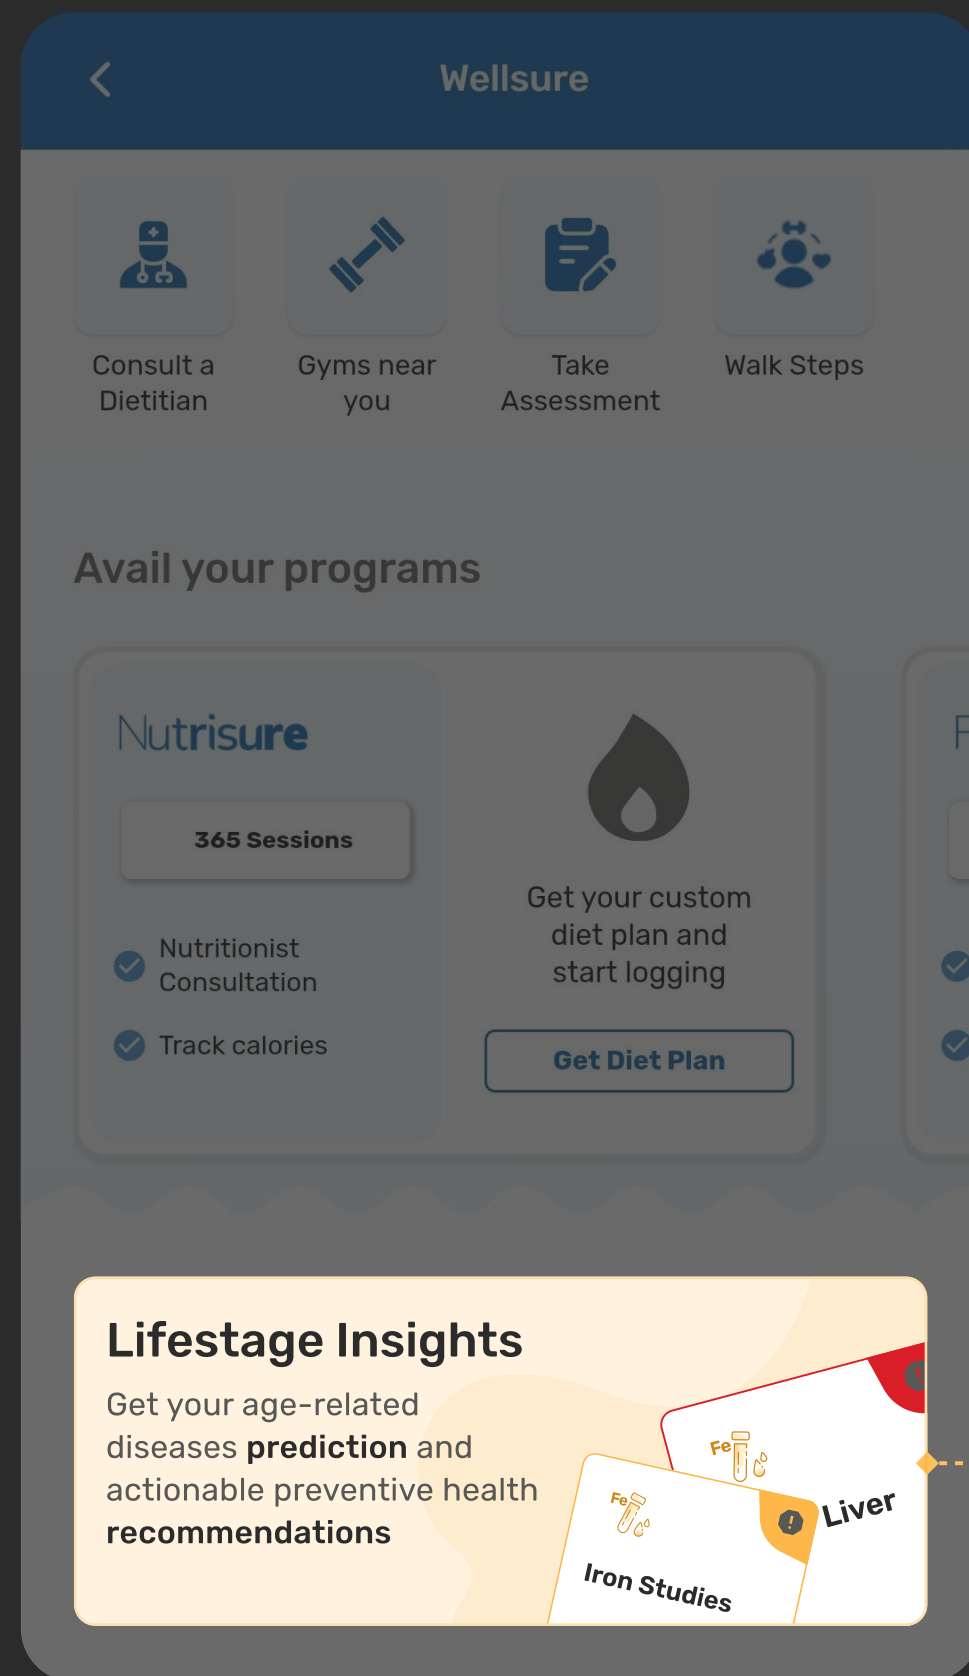 Wellsure
Consult a
Dietitian
Gyms near
you
Take
Assessment
Walk Steps
Avail your programs
Nutrisure
365 Sessions
Nutritionist
Consultation
Track calories
Get your custom
diet plan and
start logging
Get Diet Plan
Lifestage Insights
Get your age-related
diseases prediction and
actionable preventive health
recommendations
Fe
Liver
Fe
Iron Studies